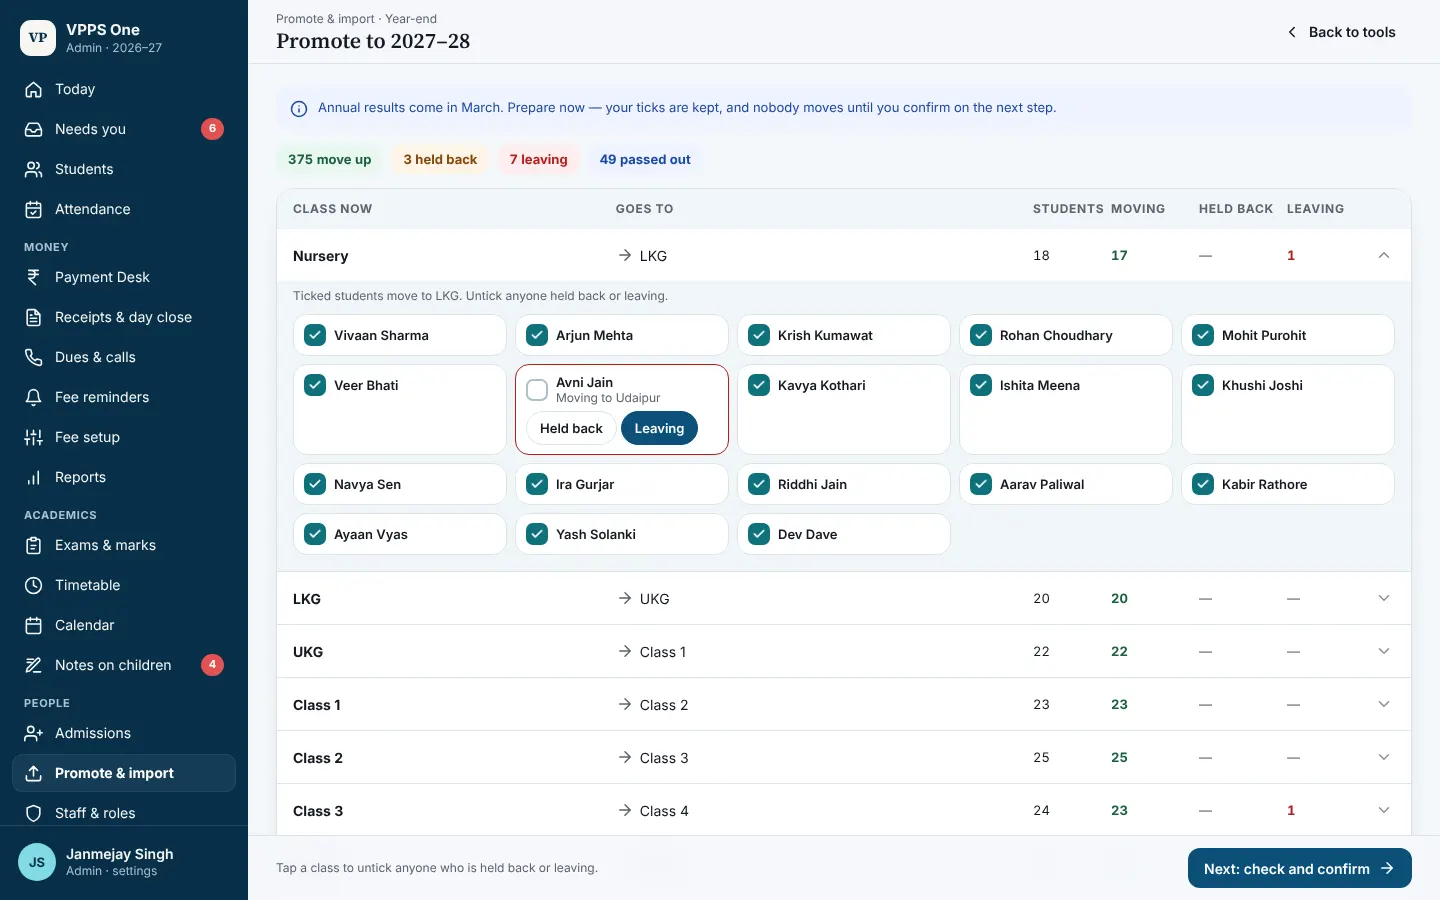 VP
VPPS One
Admin · 2026–27
Today
Needs you 6
Students
Attendance
MONEY
Payment Desk
Receipts & day close
Dues & calls
Fee reminders
Fee setup
Reports
ACADEMICS
Exams & marks
Timetable
Calendar
Notes on children 4
PEOPLE
Admissions
Promote & import
Staff & roles
JS
Janmejay Singh
Admin · settings
Promote & import · Year-end
Promote to 2027–28
Back to tools
Annual results come in March. Prepare now — your ticks are kept, and nobody moves until you confirm on the next step.
375 move up 3 held back 7 leaving 49 passed out
CLASS NOW GOES TO STUDENTS MOVING HELD BACK LEAVING
Nursery → LKG 18 17 — 1
Ticked students move to LKG. Untick anyone held back or leaving.
Vivaan Sharma Arjun Mehta Krish Kumawat Rohan Choudhary Mohit Purohit
Veer Bhati Avni Jain Kavya Kothari Ishita Meena Khushi Joshi
Moving to Udaipur
Held back Leaving
Navya Sen Ira Gurjar Riddhi Jain Aarav Paliwal Kabir Rathore
Ayaan Vyas Yash Solanki Dev Dave
LKG → UKG 20 20 — —
UKG → Class 1 22 22 — —
Class 1 → Class 2 23 23 — —
Class 2 → Class 3 25 25 — —
Class 3 → Class 4 24 23 — 1
Tap a class to untick anyone who is held back or leaving.
Next: check and confirm →